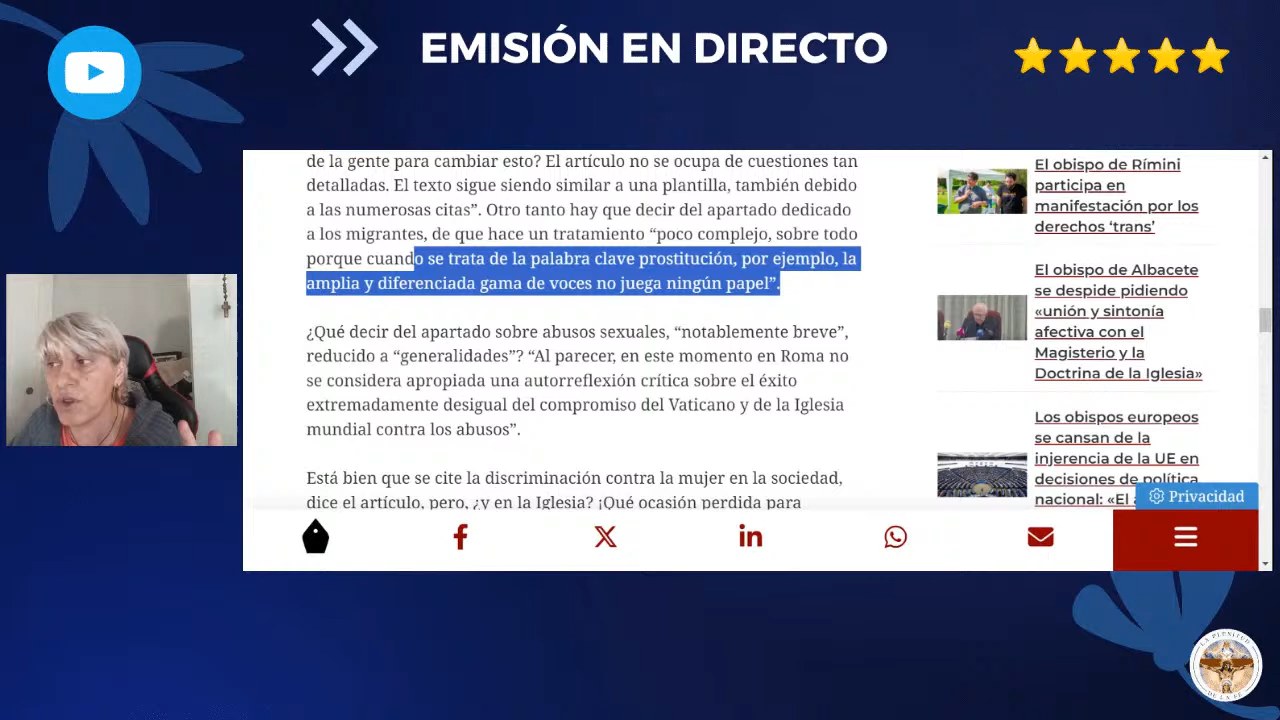 EMISIÓN EN DIRECTO
de la gente para cambiar esto? El artículo no se ocupa de cuestiones tan
detalladas. El texto sigue siendo similar a una plantilla, también debido
a las numerosas citas”. Otro tanto hay que decir del apartado dedicado
a los migrantes, de que hace un tratamiento “poco complejo, sobre todo
porque cuando se trata de la palabra clave prostitución, por ejemplo, la
amplia y diferenciada gama de voces no juega ningún papel”.
¿Qué decir del apartado sobre abusos sexuales, “notablemente breve”,
reducido a “generalidades”? “Al parecer, en este momento en Roma no
se considera apropiada una autorreflexión crítica sobre el éxito
extremadamente desigual del compromiso del Vaticano y de la Iglesia
mundial contra los abusos”.
Está bien que se cite la discriminación contra la mujer en la sociedad,
dice el artículo, pero, ¿y en la Iglesia? ¡Qué ocasión perdida para
El obispo de Rímini
participa en
manifestación por los
derechos ‘trans’
El obispo de Albacete
se despide pidiendo
«unión y sintonía
afectiva con el
Magisterio y la
Doctrina de la Iglesia»
Los obispos europeos
se cansan de la
injerencia de la UE en
decisiones de política
nacional: «El
Privacidad
LA PLENITUD
DE LA FE